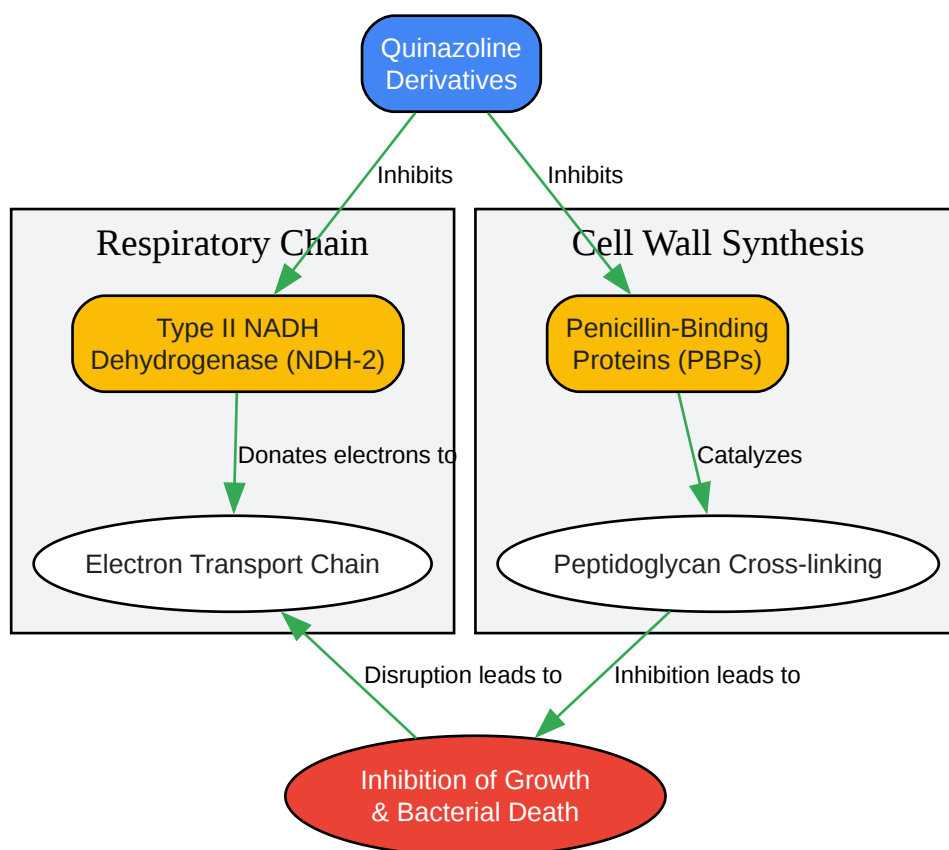 Quinazoline
Derivatives
Inhibits
Inhibits
Respiratory Chain
Cell Wall Synthesis
Type II NADH
Dehydrogenase (NDH-2)
Penicillin-Binding
Proteins (PBPs)
Donates electrons to
Catalyzes
Electron Transport Chain
Peptidoglycan Cross-linking
Disruption leads to
Inhibition leads to
Inhibition of Growth
& Bacterial Death